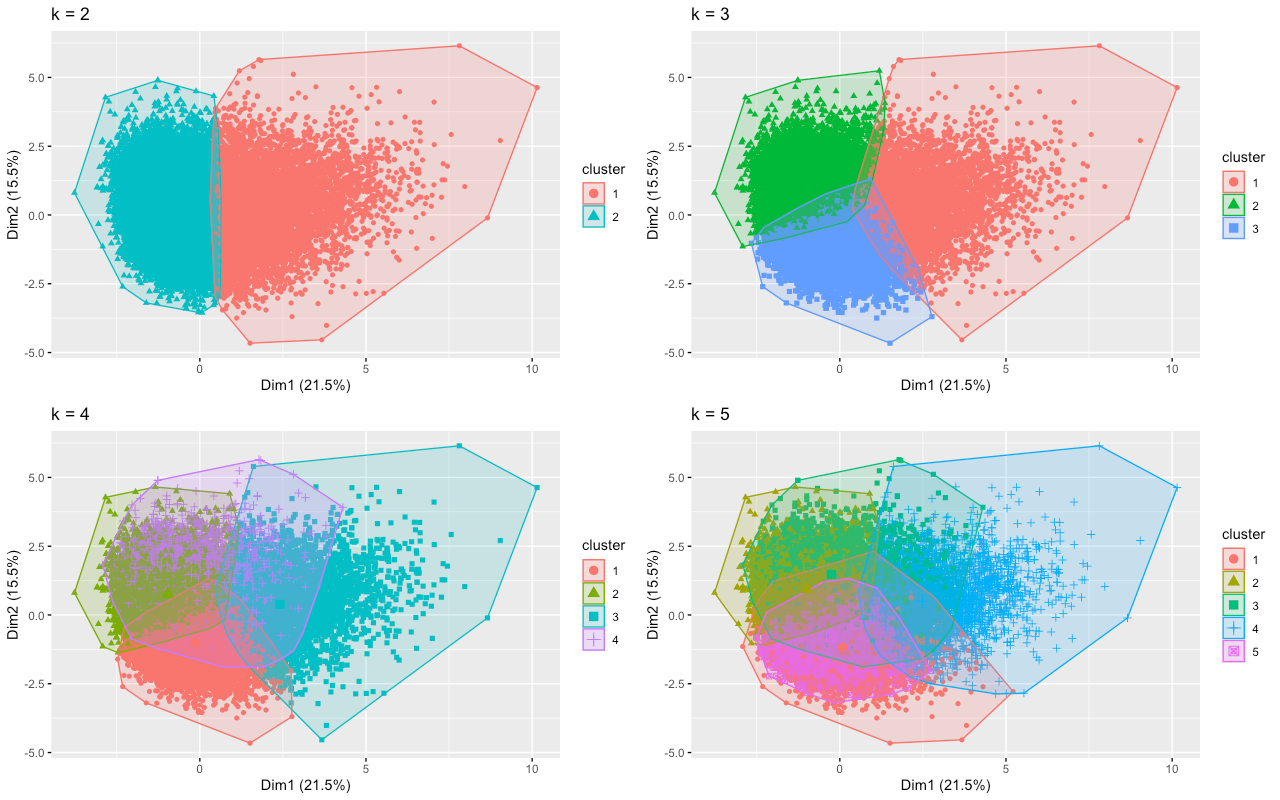 k = 2
5.0
2.5
0.0
-2.5
-5.0
Dim2 (15.5%)
0
5
10
Dim1 (21.5%)
cluster
1
2
k = 3
5.0
2.5
0.0
-2.5
-5.0
Dim2 (15.5%)
0
5
10
Dim1 (21.5%)
cluster
1
2
3
k = 4
5.0
2.5
0.0
-2.5
-5.0
Dim2 (15.5%)
0
5
10
Dim1 (21.5%)
cluster
1
2
3
4
k = 5
5.0
2.5
0.0
-2.5
-5.0
Dim2 (15.5%)
0
5
10
Dim1 (21.5%)
cluster
1
2
3
4
5